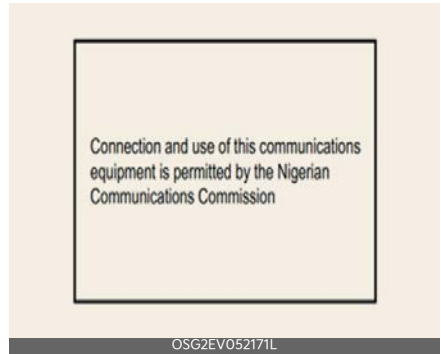 Connection and use of this communications
equipment is permitted by the Nigerian
Communications Commission
OSG2EV052171L